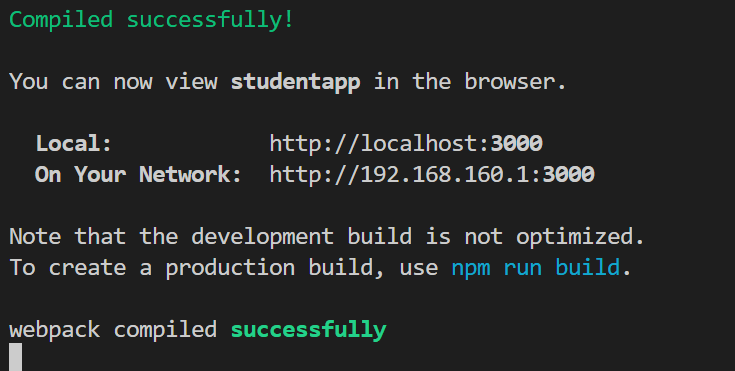 Compiled successfully!
You can now view studentapp in the browser.
Local: http://localhost:3000
On Your Network: http://192.168.160.1:3000
Note that the development build is not optimized.
To create a production build, use npm run build.
webpack compiled successfully